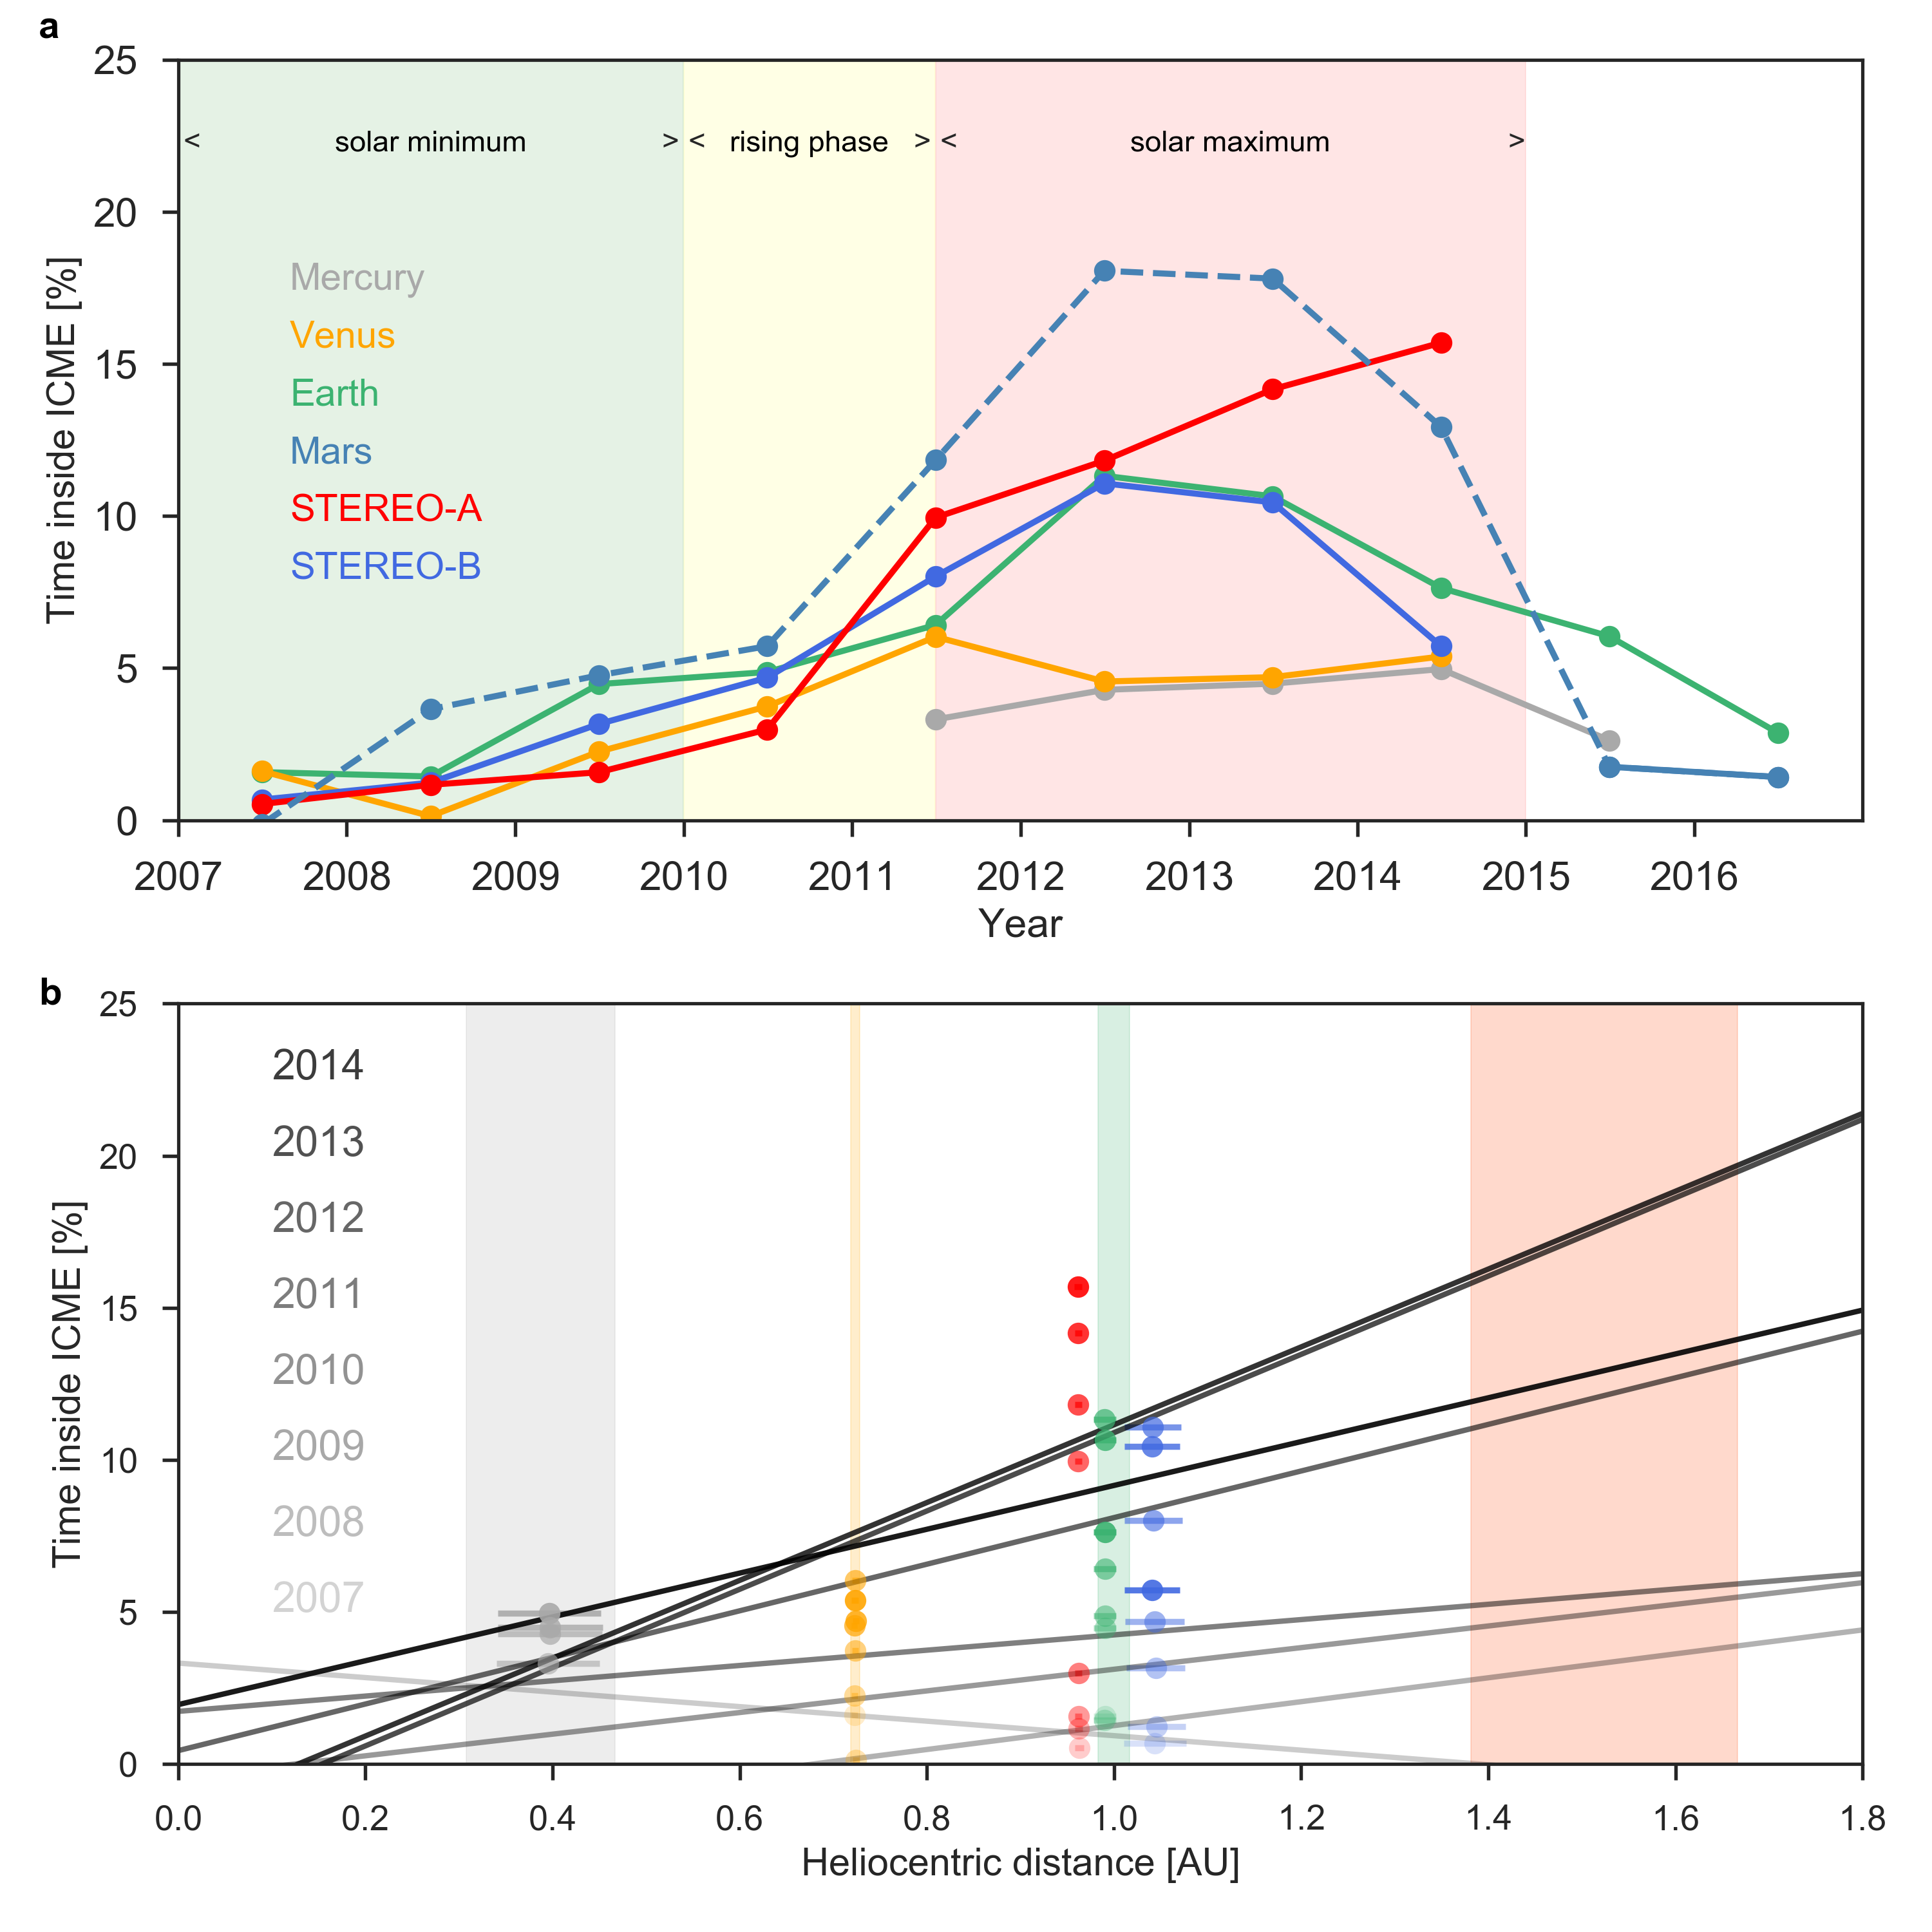 a
25
< solar minimum > < rising phase > < solar maximum >
20
Mercury
Venus
15
Earth
Mars
STEREO-A
10
STEREO-B
5
0
Time inside ICME [%]
2007 2008 2009 2010 2011 2012 2013 2014 2015 2016
Year
b
25
2014
2013
20
2012
2011
15
2010
2009
10
2008
2007
5
0
Time inside ICME [%]
0.0 0.2 0.4 0.6 0.8 1.0 1.2 1.4 1.6 1.8
Heliocentric distance [AU]